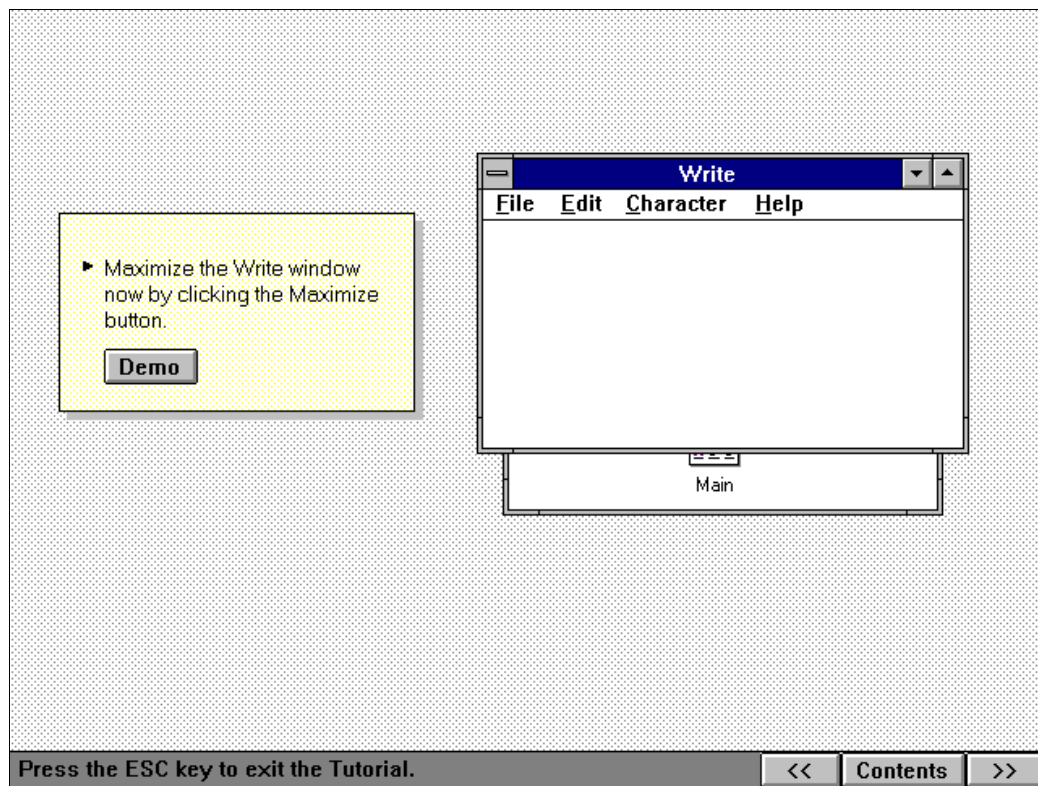 Write
File Edit Character Help
Maximize the Write window
now by clicking the Maximize
button.
Demo
Main
Press the ESC key to exit the Tutorial. << Contents >>